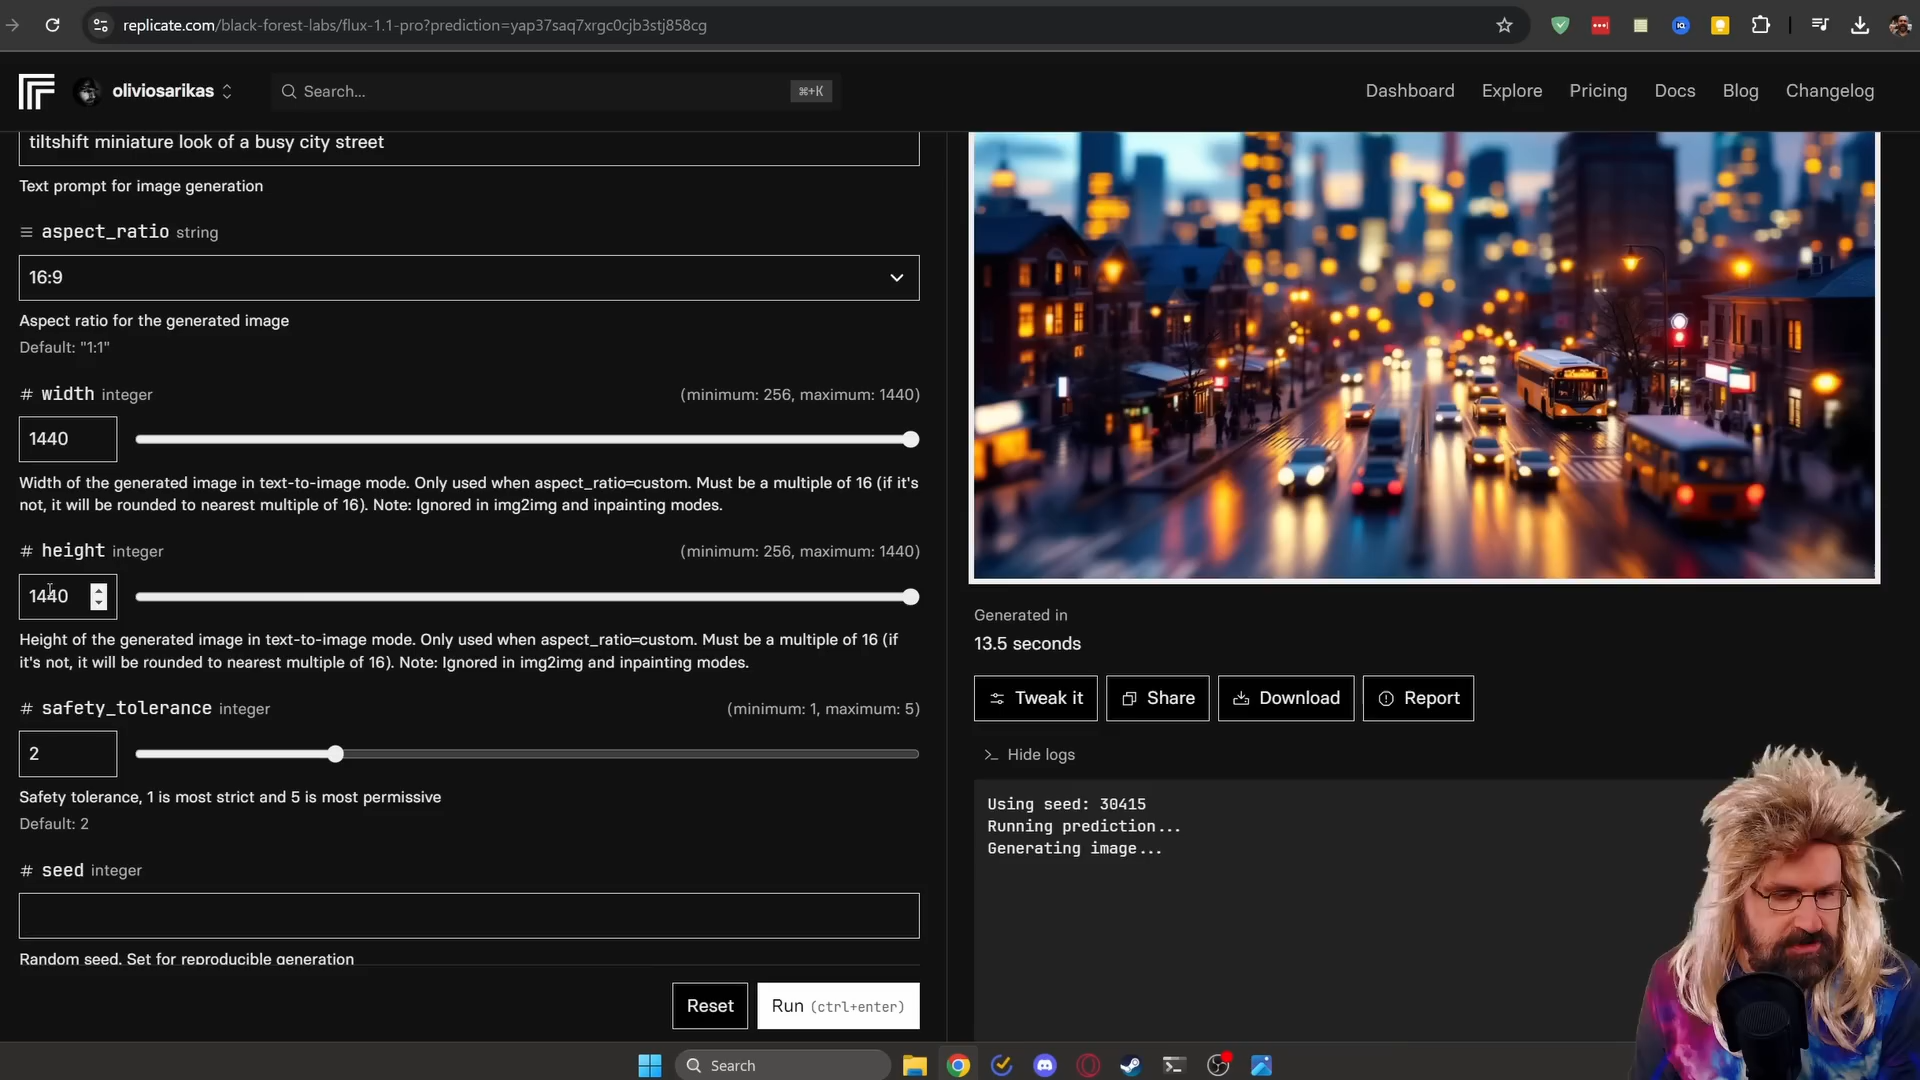 replicate.com/black-forest-labs/flux-1.1-pro?prediction=yap37saq7xrgc0cjb3stj858cg
oliviosarikas
Search...
⌘+K
Dashboard
Explore
Pricing
Docs
Blog
Changelog
tiltshift miniature look of a busy city street
Text prompt for image generation
aspect_ratio string
16:9
Aspect ratio for the generated image
Default: "1:1"
# width integer (minimum: 256, maximum: 1440)
1440
Width of the generated image in text-to-image mode. Only used when aspect_ratio=custom. Must be a multiple of 16 (if it's
not, it will be rounded to nearest multiple of 16). Note: Ignored in img2img and inpainting modes.
# height integer (minimum: 256, maximum: 1440)
1440
Height of the generated image in text-to-image mode. Only used when aspect_ratio=custom. Must be a multiple of 16 (if
it's not, it will be rounded to nearest multiple of 16). Note: Ignored in img2img and inpainting modes.
# safety_tolerance integer (minimum: 1, maximum: 5)
2
Safety tolerance, 1 is most strict and 5 is most permissive
Default: 2
# seed integer
Random seed. Set for reproducible generation
Reset
Run (ctrl+enter)
Generated in
13.5 seconds
Tweak it
Share
Download
Report
>_ Hide logs
Using seed: 30415
Running prediction...
Generating image...
Search